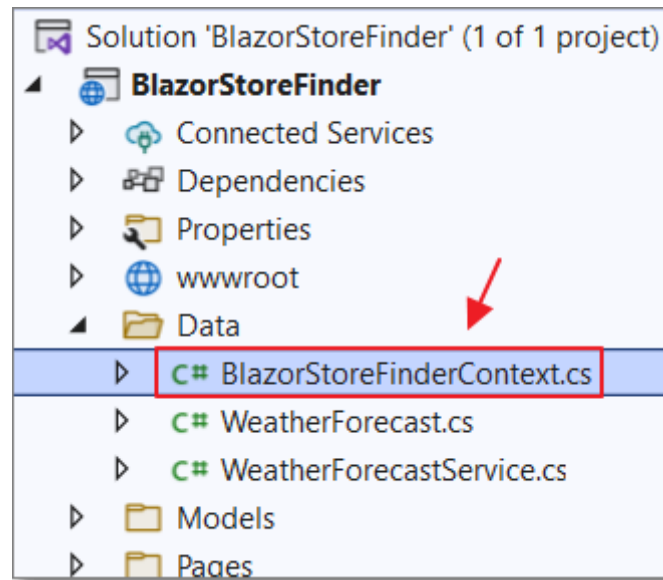 Solution 'BlazorStoreFinder' (1 of 1 project)
BlazorStoreFinder
Connected Services
Dependencies
Properties
wwwroot
Data
C# BlazorStoreFinderContext.cs
C# WeatherForecast.cs
C# WeatherForecastService.cs
Models
Pages